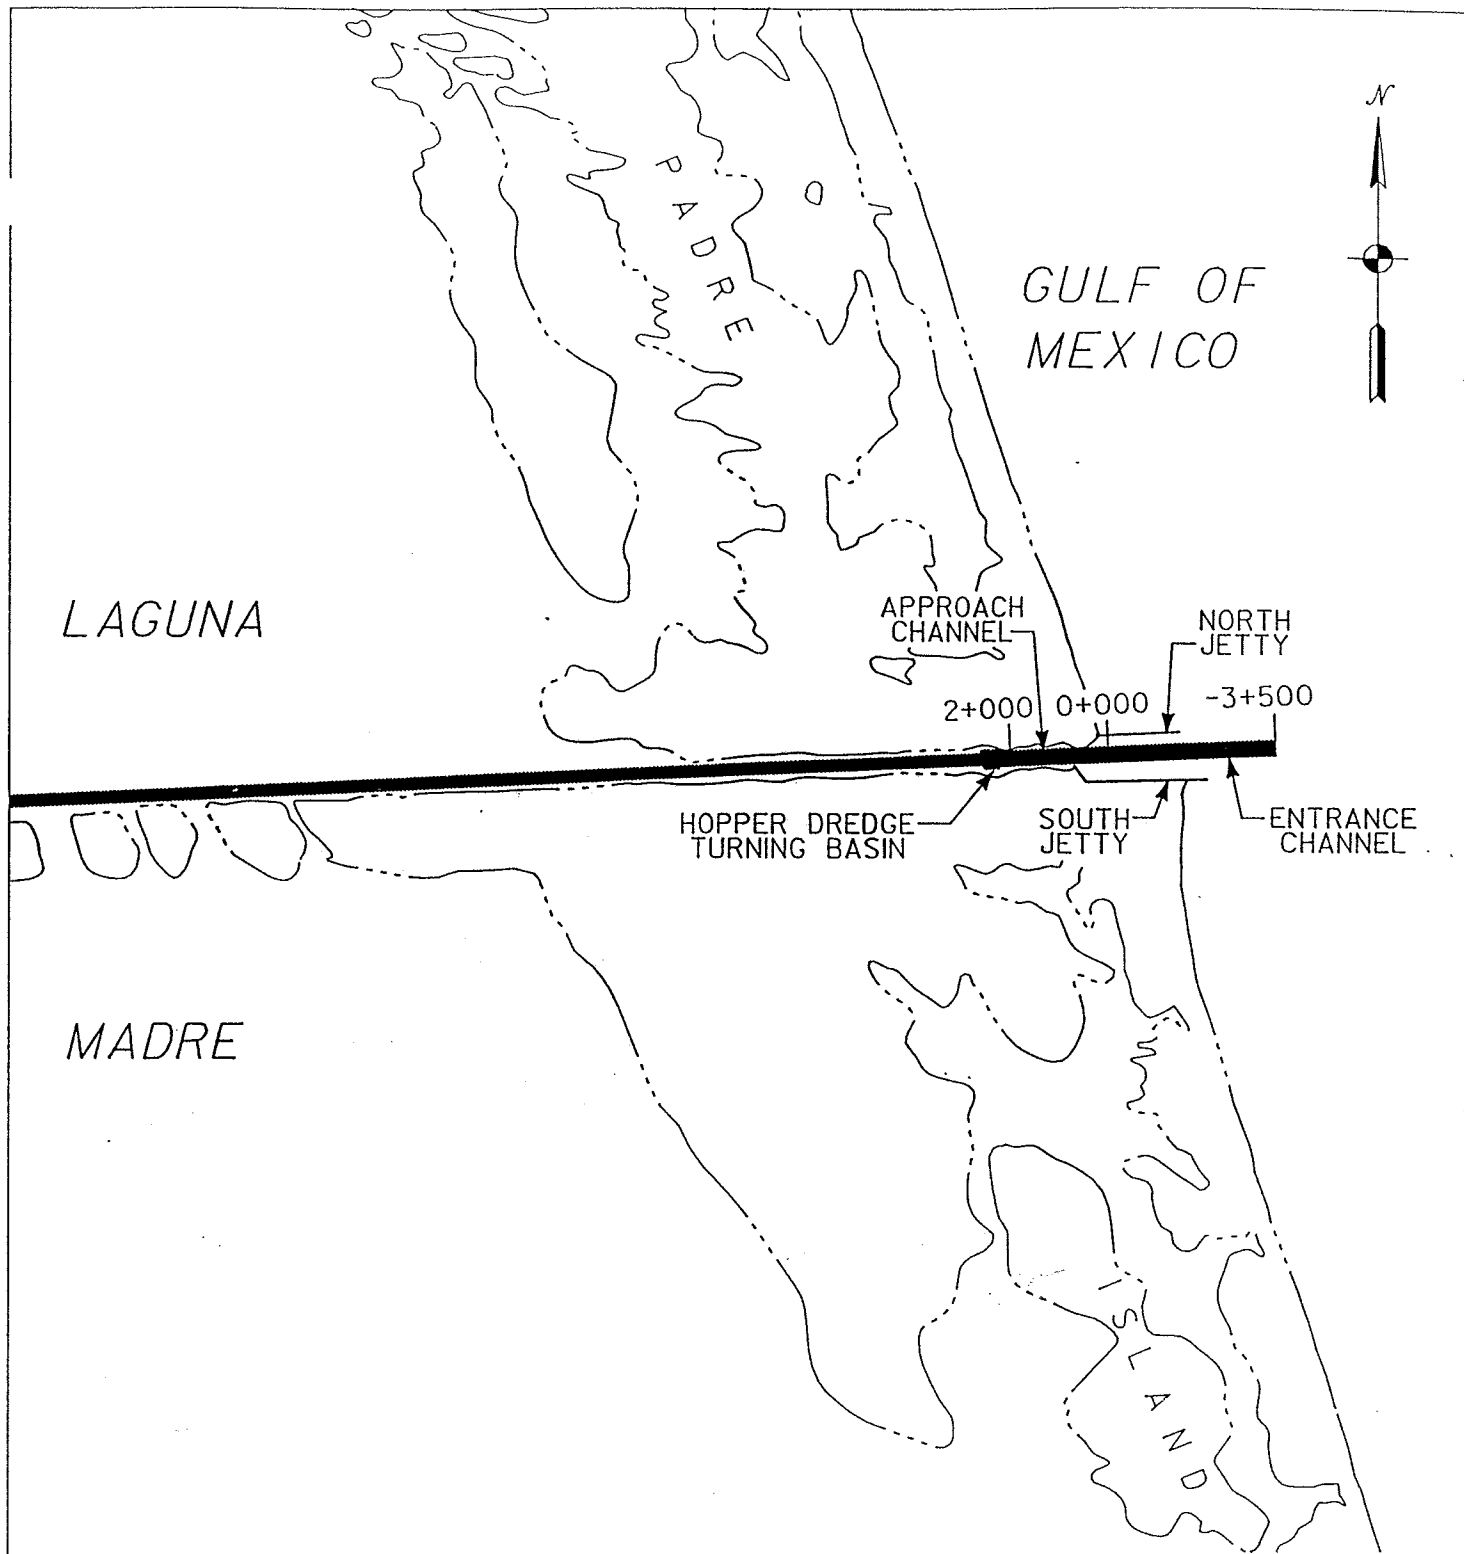 N
PADRE
GULF OF
MEXICO
LAGUNA
APPROACH
CHANNEL
NORTH
JETTY
2+000
0+000
-3+500
HOPPER DREDGE
TURNING BASIN
SOUTH
JETTY
ENTRANCE
CHANNEL
MADRE
ISLAND